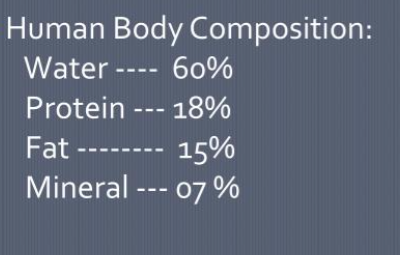 Human Body Composition:
Water ---- 60%
Protein --- 18%
Fat -------- 15%
Mineral --- 07 %